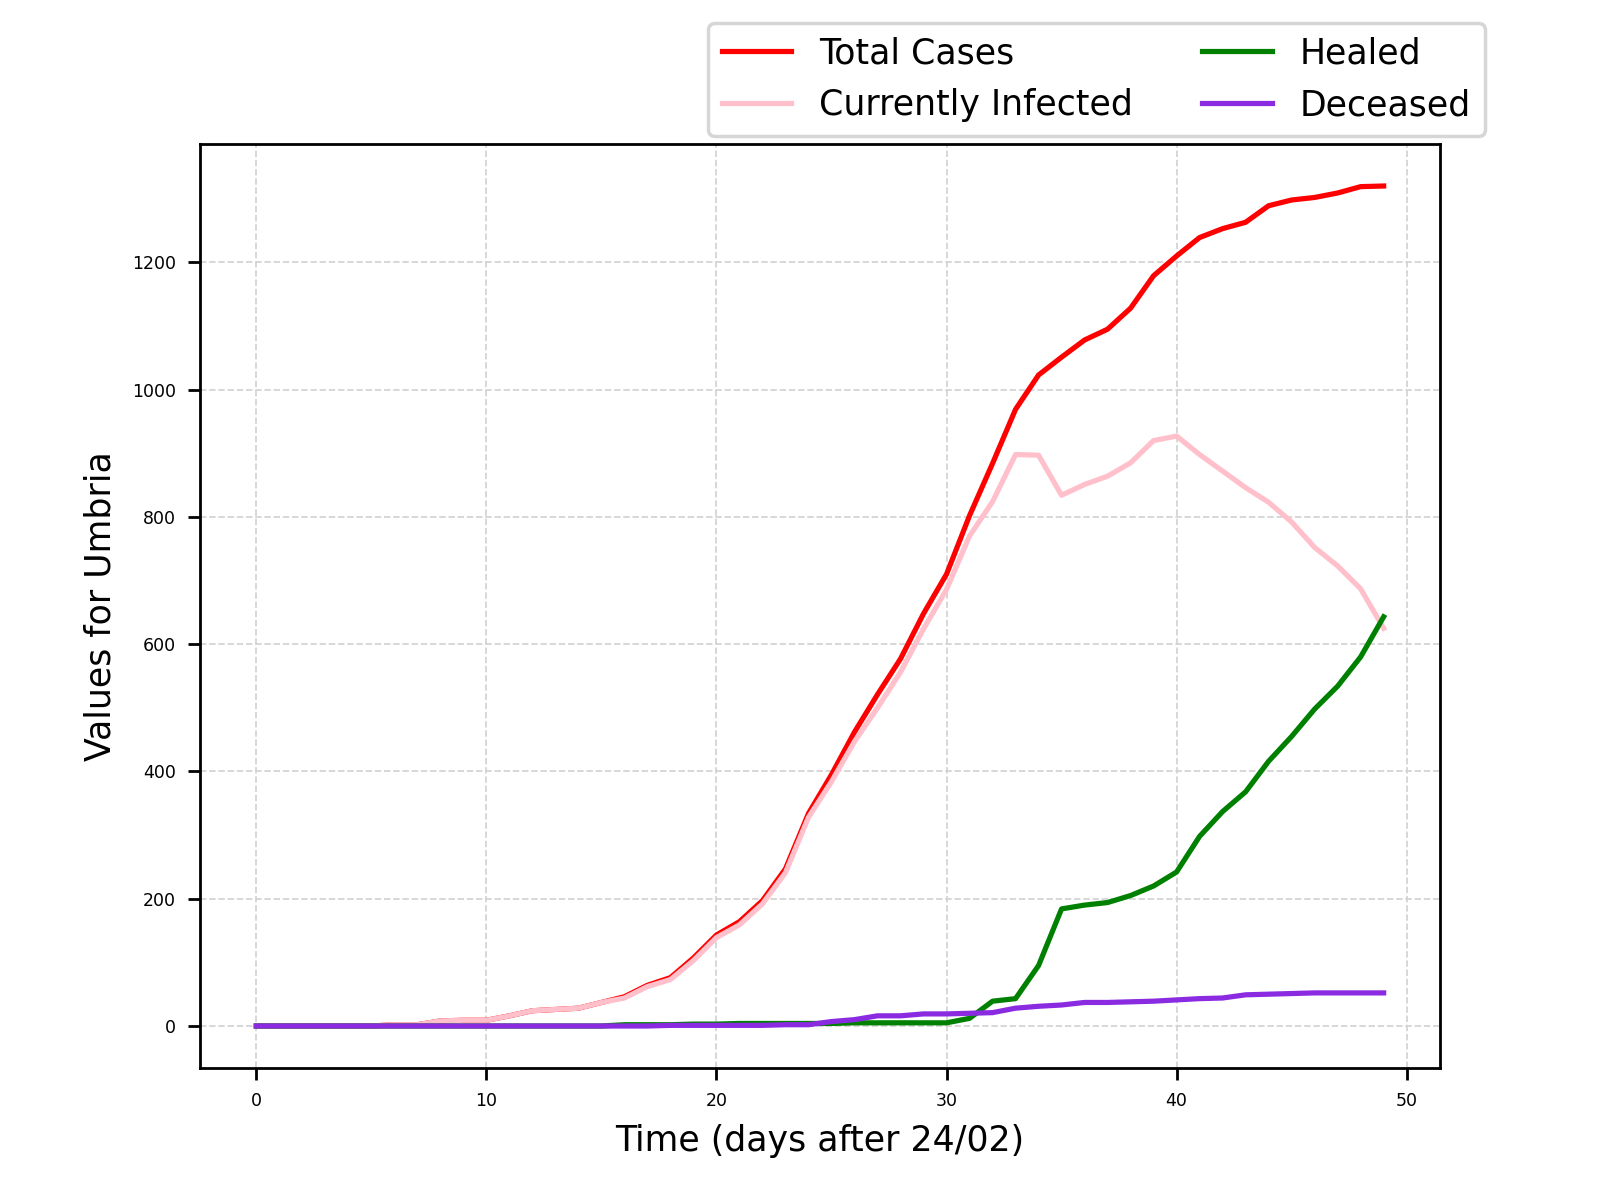 Total Cases
Currently Infected
Healed
Deceased
Values for Umbria
1200
1000
800
600
400
200
0
0 10 20 30 40 50
Time (days after 24/02)